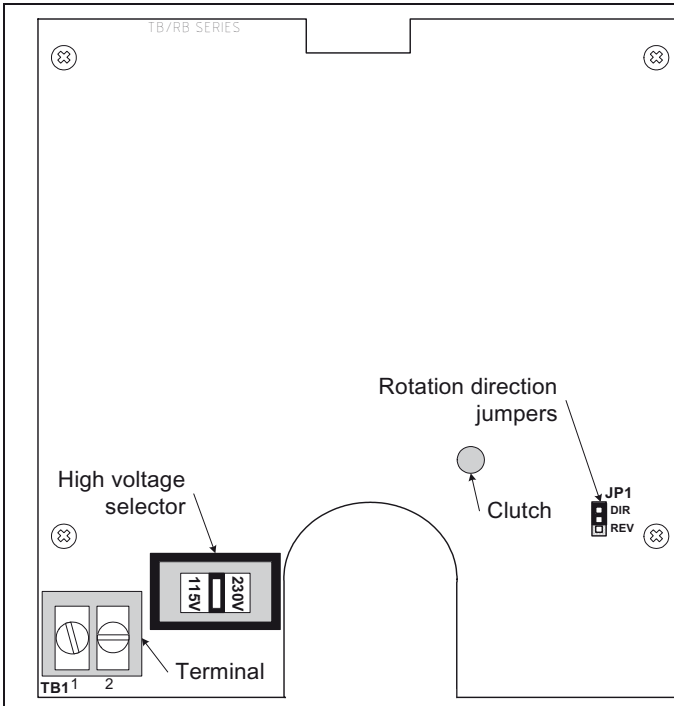 TB/RB SERIES
Rotation direction
jumpers
High voltage
selector
Clutch
JP1
DIR
REV
115V
230V
Terminal
TB1 1 2